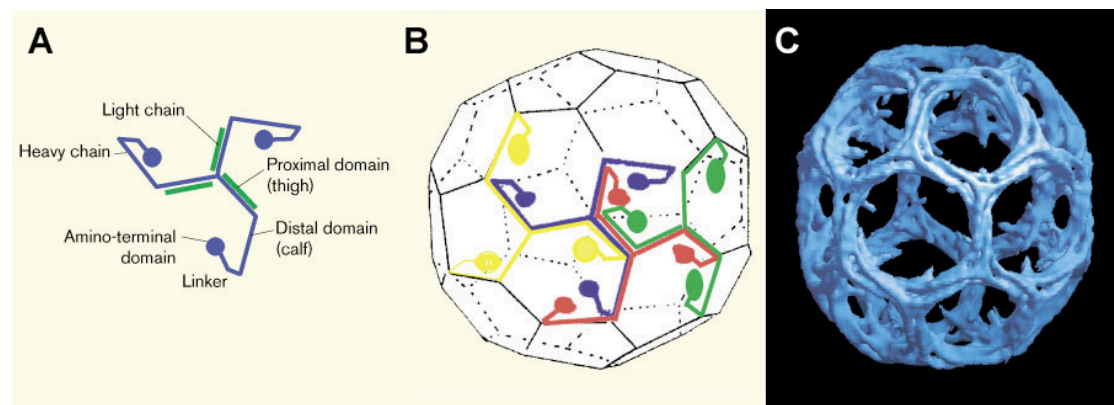 A
Light chain
Heavy chain
Proximal domain
(thigh)
Amino-terminal
domain
Distal domain
(calf)
Linker
B
C